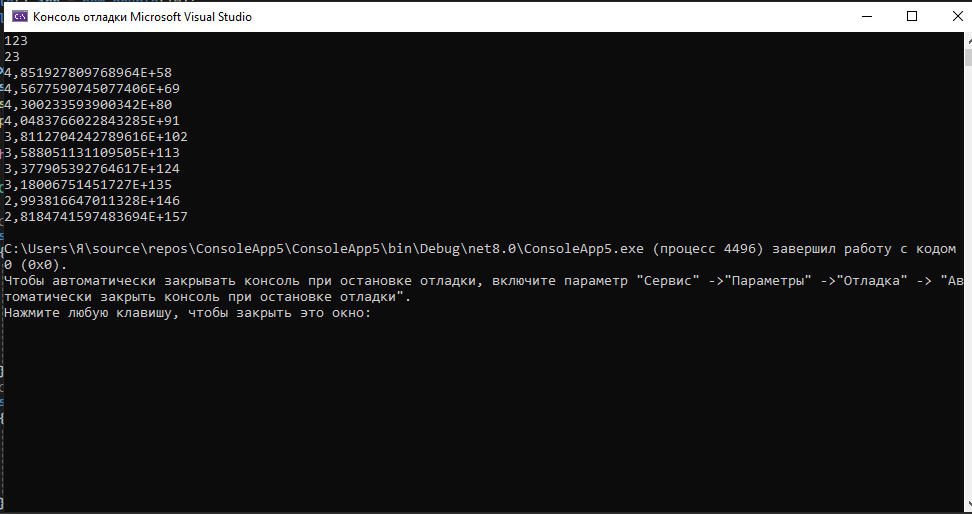 Консоль отладки Microsoft Visual Studio
123
23
4,851927809768964E+58
4,5677590745077406E+69
4,300233593900342E+80
4,0483766022843285E+91
3,8112704242789616E+102
3,588051131109505E+113
3,377905392764617E+124
3,18006751451727E+135
2,993816647011328E+146
2,8184741597483694E+157
C:\Users\Я\source\repos\ConsoleApp5\ConsoleApp5\bin\Debug\net8.0\ConsoleApp5.exe (процесс 4496) завершил работу с кодом
0 (0x0).
Чтобы автоматически закрывать консоль при остановке отладки, включите параметр "Сервис" ->"Параметры" ->"Отладка" -> "Ав
томатически закрыть консоль при остановке отладки".
Нажмите любую клавишу, чтобы закрыть это окно: